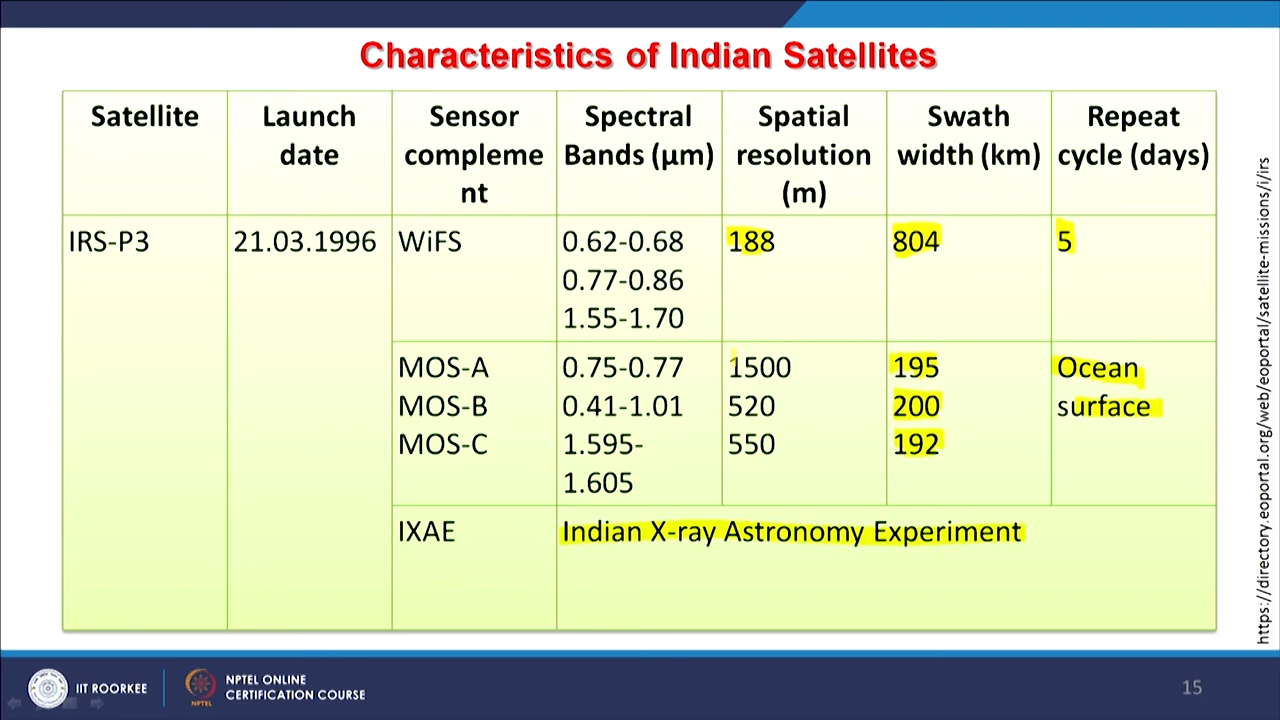 Characteristics of Indian Satellites
Satellite
Launch
date
Sensor
compleme
nt
Spectral
Bands (µm)
Spatial
resolution
(m)
Swath
width (km)
Repeat
cycle (days)
IRS-P3
21.03.1996
WiFS
0.62-0.68
0.77-0.86
1.55-1.70
188
804
5
MOS-A
MOS-B
MOS-C
0.75-0.77
0.41-1.01
1.595-
1.605
1500
520
550
195
200
192
Ocean
surface
IXAE
Indian X-ray Astronomy Experiment
https://directory.eoportal.org/web/eoportal/satellite-missions/i/irs
IIT ROORKEE
NPTEL
NPTEL ONLINE
CERTIFICATION COURSE
15